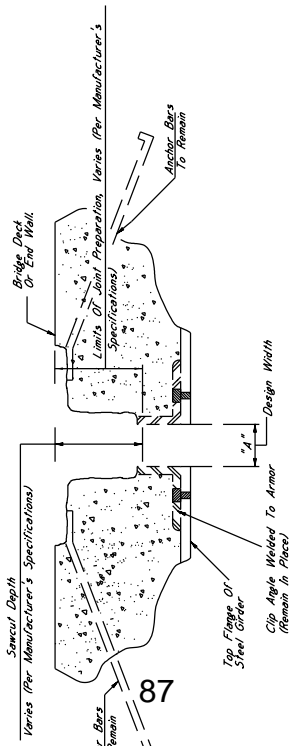 Sawcut Depth
Varies (Per Manufacturer's Specifications)
Bridge Deck
Or End Wall.
Limits Of Joint Preparation, Varies (Per Manufacturer's
Specifications)
Anchor Bars
To Remain
r Bars
Remain
"A"
Design Width
Top Flange Of
Steel Girder
Clip Angle Welded To Armor
(Remain In Place)
87